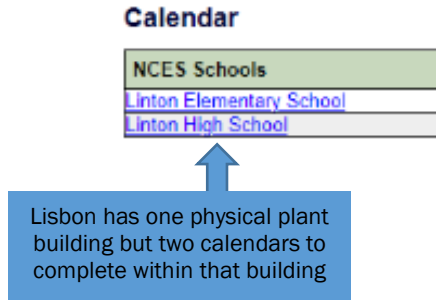 Calendar
NCES Schools
Linton Elementary School
Linton High School
Lisbon has one physical plant
building but two calendars to
complete within that building